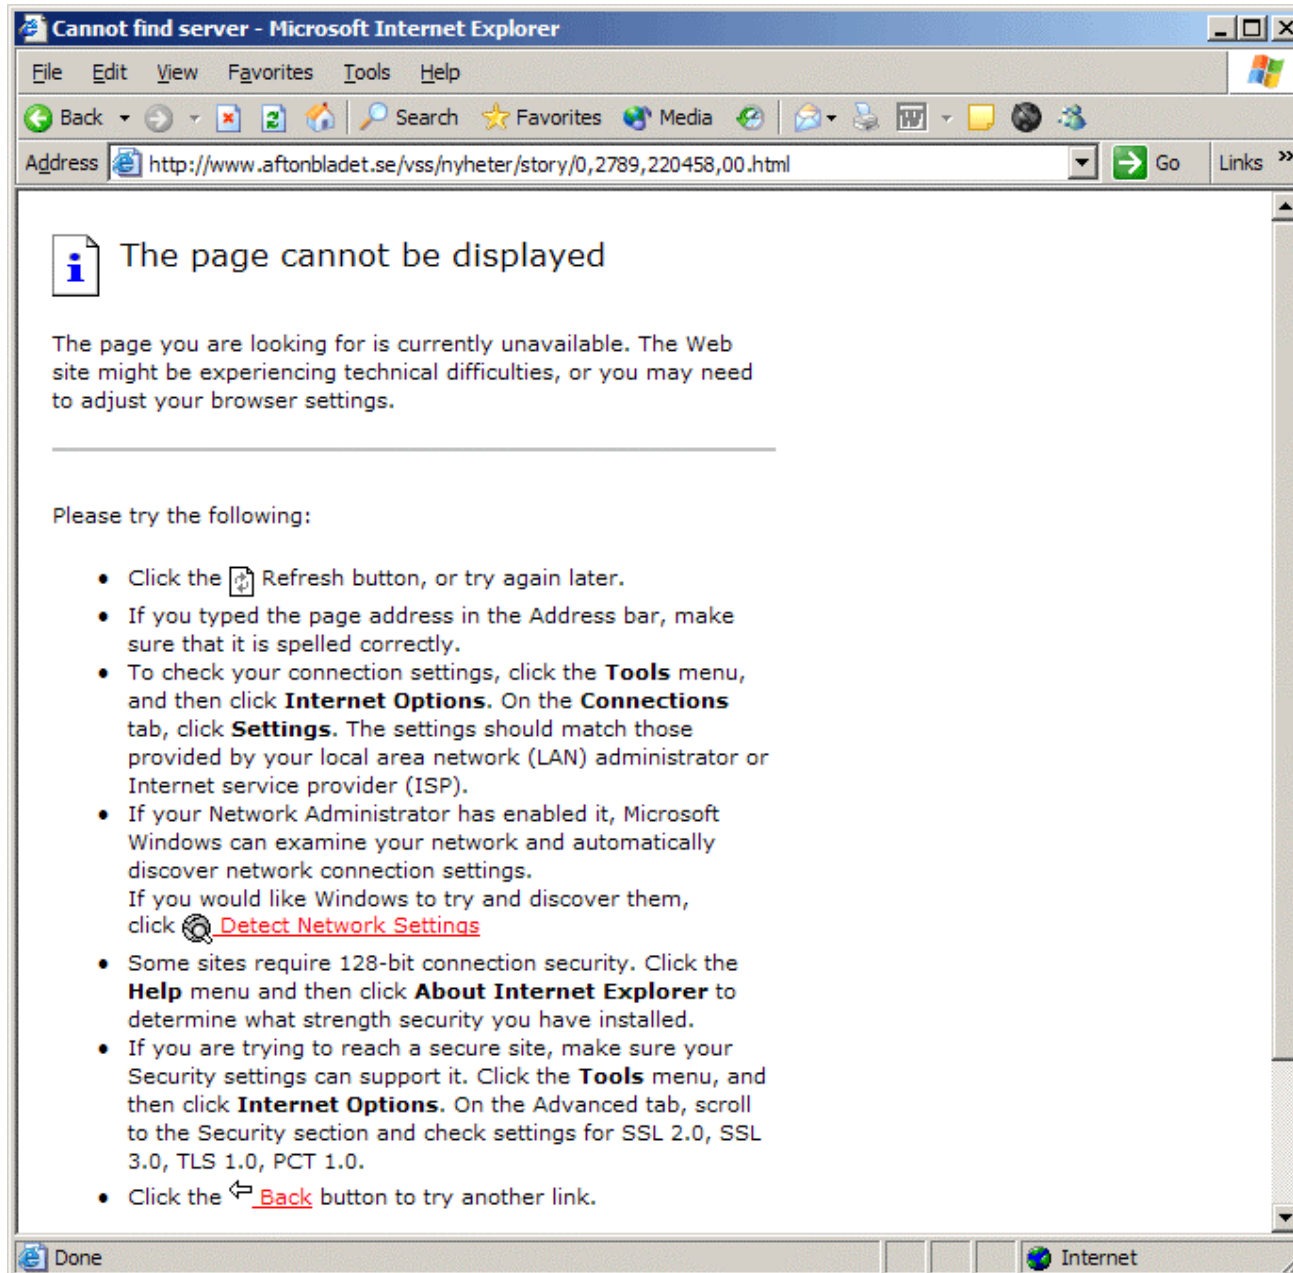 Cannot find server - Microsoft Internet Explorer
File Edit View Favorites Tools Help
Back Search Favorites Media
Address http://www.aftonbladet.se/vss/nyheter/story/0,2789,220458,00.html Go Links »
The page cannot be displayed
The page you are looking for is currently unavailable. The Web
site might be experiencing technical difficulties, or you may need
to adjust your browser settings.
Please try the following:
Click the Refresh button, or try again later.
If you typed the page address in the Address bar, make
sure that it is spelled correctly.
To check your connection settings, click the Tools menu,
and then click Internet Options. On the Connections
tab, click Settings. The settings should match those
provided by your local area network (LAN) administrator or
Internet service provider (ISP).
If your Network Administrator has enabled it, Microsoft
Windows can examine your network and automatically
discover network connection settings.
If you would like Windows to try and discover them,
click Detect Network Settings
Some sites require 128-bit connection security. Click the
Help menu and then click About Internet Explorer to
determine what strength security you have installed.
If you are trying to reach a secure site, make sure your
Security settings can support it. Click the Tools menu, and
then click Internet Options. On the Advanced tab, scroll
to the Security section and check settings for SSL 2.0, SSL
3.0, TLS 1.0, PCT 1.0.
Click the Back button to try another link.
Done Internet